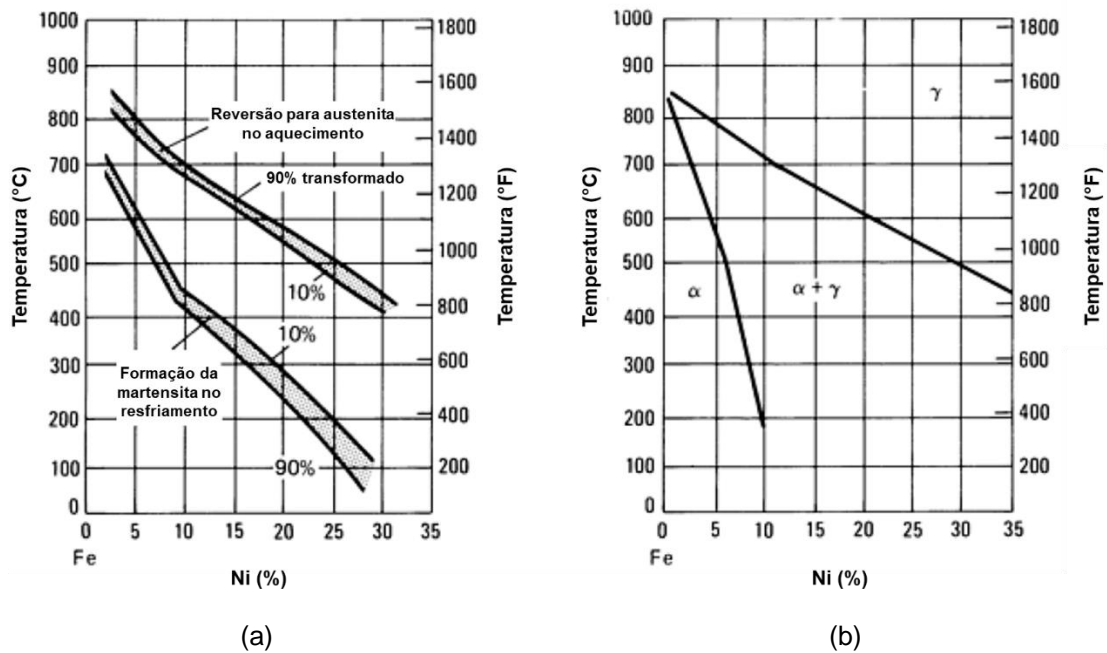 1000
900
800
700
600
500
400
300
200
100
0
Temperatura (°C)
1800
1600
1400
1200
1000
800
600
400
200
Temperatura (°F)
Reversão para austenita
no aquecimento
90% transformado
10%
10%
Formação da
martensita no
resfriamento
90%
0 5 10 15 20 25 30 35
Fe
Ni (%)
(a)
1000
900
800
700
600
500
400
300
200
100
0
Temperatura (°C)
1800
1600
1400
1200
1000
800
600
400
200
Temperatura (°F)
γ
α
α + γ
0 5 10 15 20 25 30 35
Fe
Ni (%)
(b)